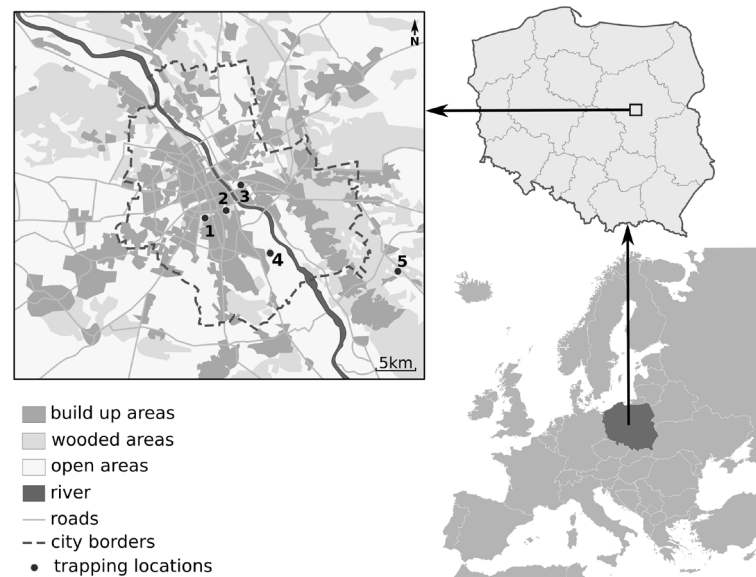 N
3
2
1
4
5
5km
build up areas
wooded areas
open areas
river
roads
city borders
trapping locations